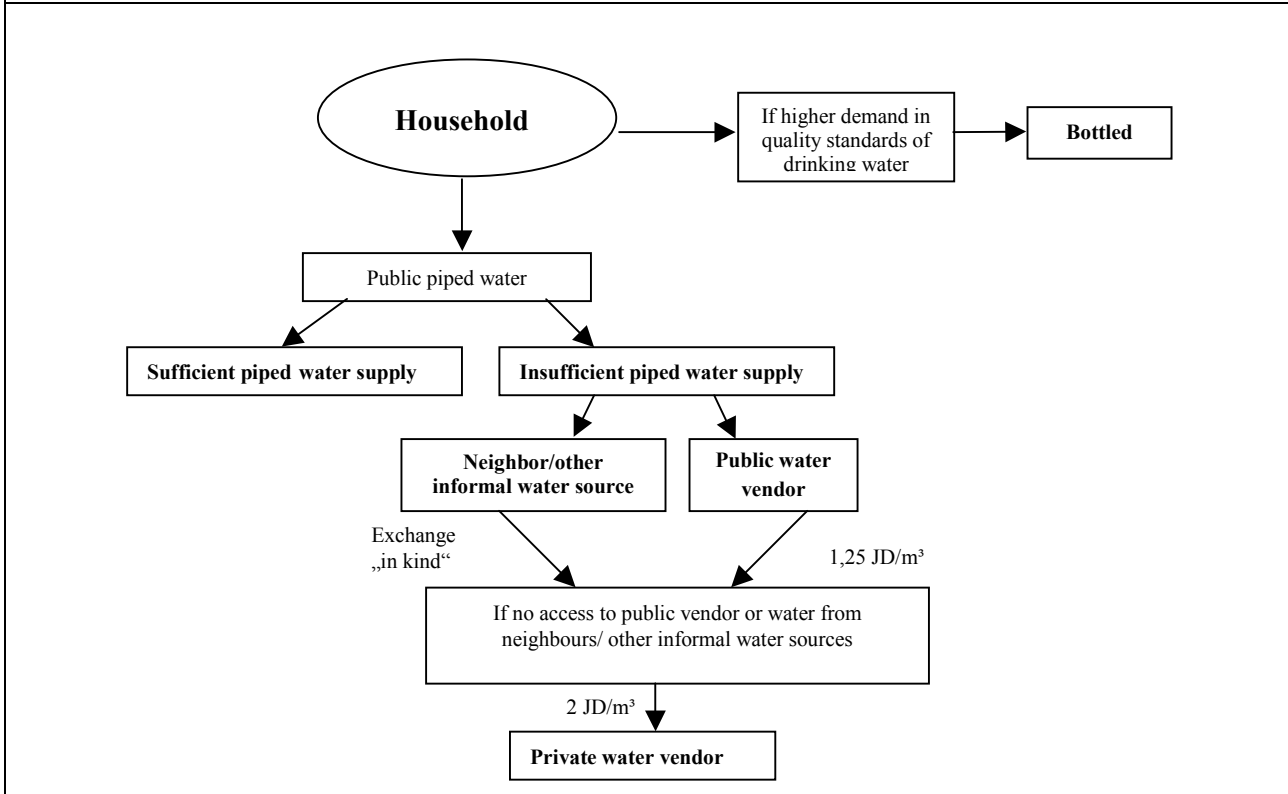 Household
If higher demand in
quality standards of
drinking water
Bottled
Public piped water
Sufficient piped water supply
Insufficient piped water supply
Neighbor/other
informal water source
Public water
vendor
Exchange
„in kind“
1,25 JD/m³
If no access to public vendor or water from
neighbours/ other informal water sources
2 JD/m³
Private water vendor